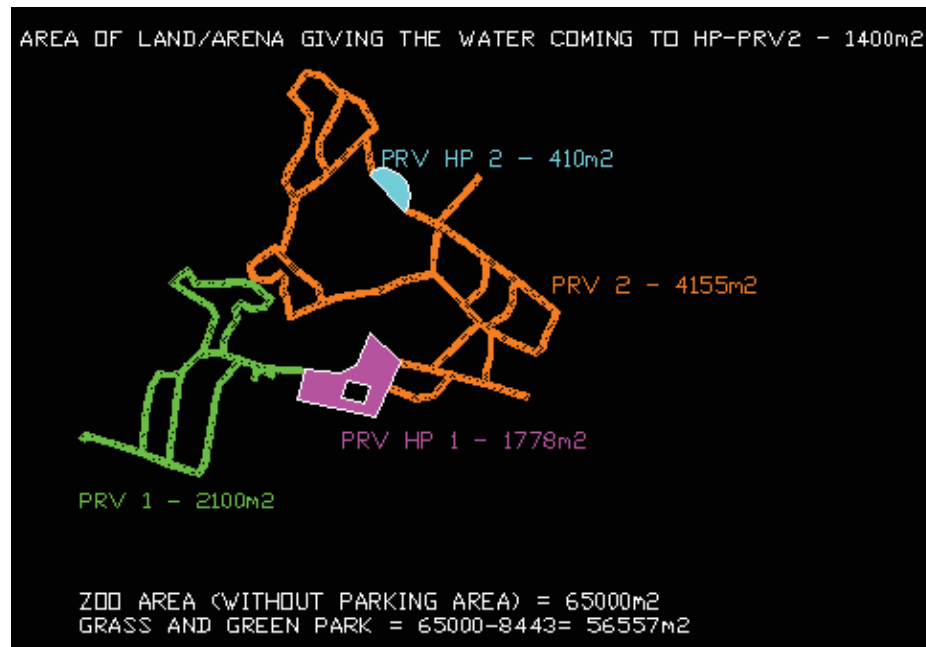 AREA OF LAND/ARENA GIVING THE WATER COMING TO HP-PRV2 - 1400m2
PRV HP 2 - 410m2
PRV 2 - 4155m2
PRV HP 1 - 1778m2
PRV 1 - 2100m2
ZOO AREA (WITHOUT PARKING AREA) = 65000m2
GRASS AND GREEN PARK = 65000-8443= 56557m2